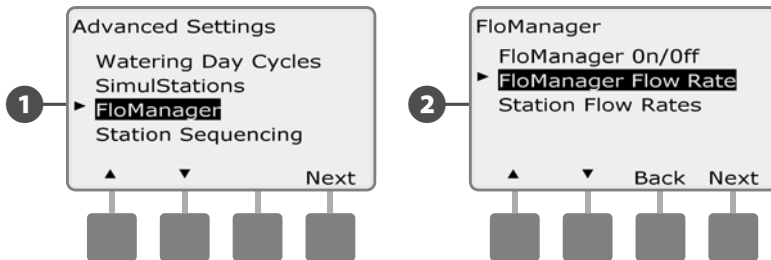 Advanced Settings
Watering Day Cycles
SimulStations
► FloManager
Station Sequencing
▲ ▼ Next
1
FloManager
FloManager On/Off
► FloManager Flow Rate
Station Flow Rates
▲ ▼ Back Next
2